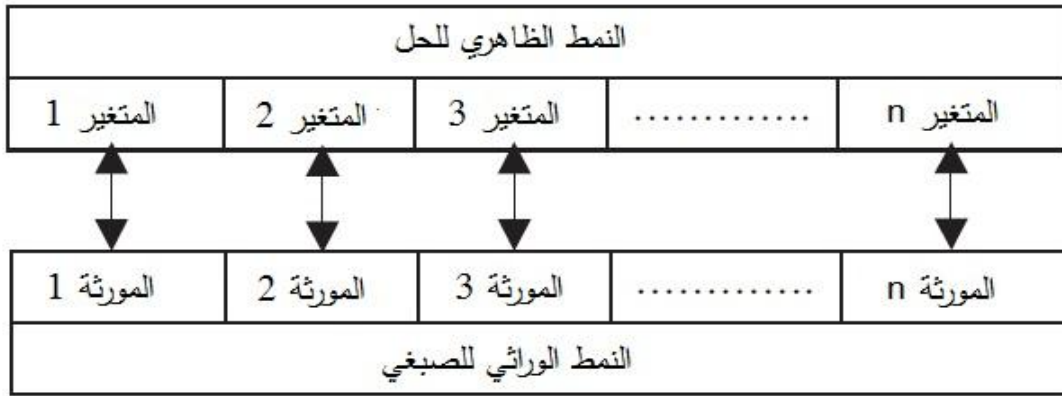 النمط الظاهري للحل
المتغير 1 المتغير 2 المتغير 3 ............. المتغير n
المورثة 1 المورثة 2 المورثة 3 ............. المورثة n
النمط الوراثي للصبغي